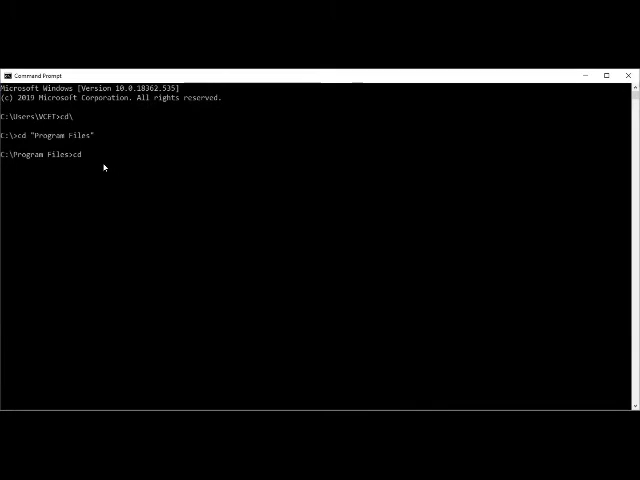 Command Prompt
Microsoft Windows [Version 10.0.18362.535]
(c) 2019 Microsoft Corporation. All rights reserved.
C:\Users\VCET>cd\
C:\>cd "Program Files"
C:\Program Files>cd